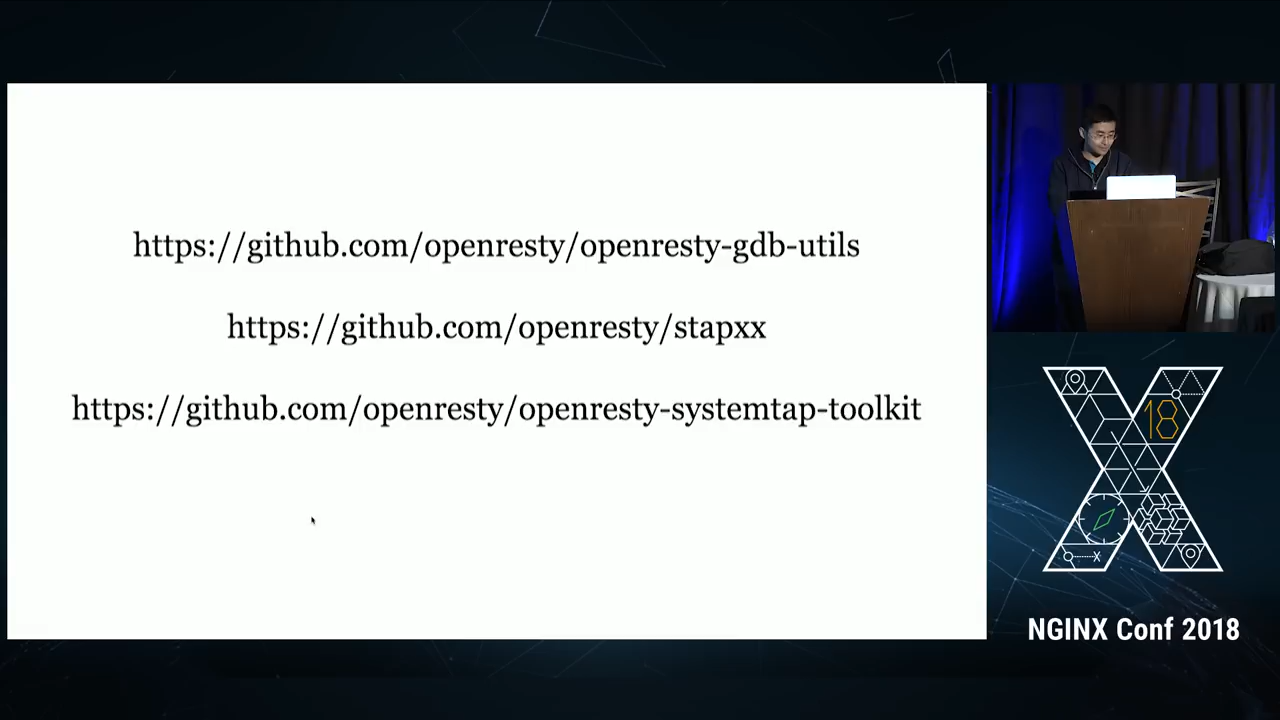 https://github.com/openresty/openresty-gdb-utils
https://github.com/openresty/stapxx
https://github.com/openresty/openresty-systemtap-toolkit
18
NGINX Conf 2018